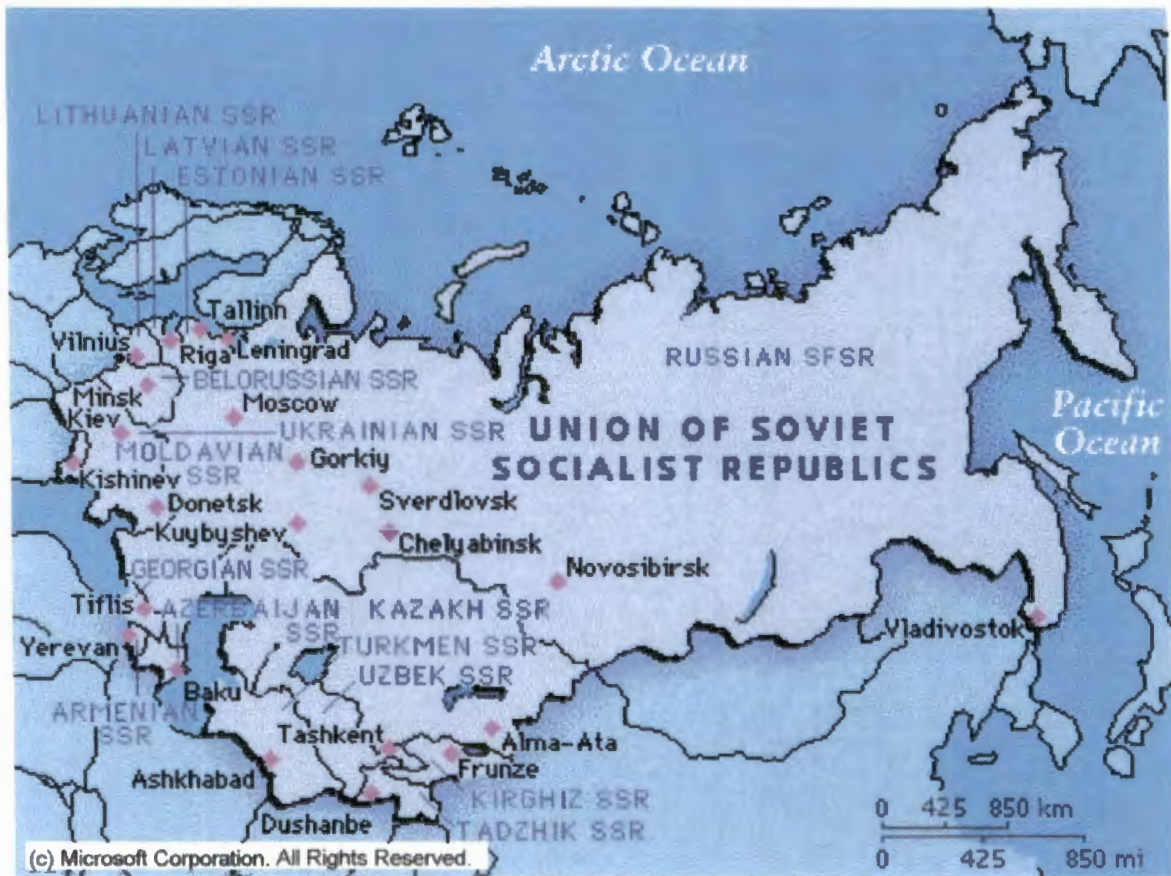 Arctic Ocean
LITHUANIAN SSR
LATVIAN SSR
ESTONIAN SSR
Tallinn
Vilnius
Riga
Leningrad
RUSSIAN SFSR
BELORUSSIAN SSR
Minsk
Moscow
Pacific
Ocean
Kiev
UKRAINIAN SSR
UNION OF SOVIET
SOCIALIST REPUBLICS
MOLDAVIAN
SSR
Gorkiy
Kishinev
Sverdlovsk
Donetsk
Kuybyshev
Chelyabinsk
GEORGIAN SSR
Novosibirsk
Tiflis
AZERBAIJAN
SSR
KAZAKH SSR
Vladivostok
Yerevan
TURKMEN SSR
UZBEK SSR
Baku
ARMENIAN
SSR
Tashkent
Alma-Ata
Ashkhabad
Frunze
KIRGHIZ SSR
Dushanbe
TADZHIK SSR
0 425 850 km
0 425 850 mi
(c) Microsoft Corporation. All Rights Reserved.